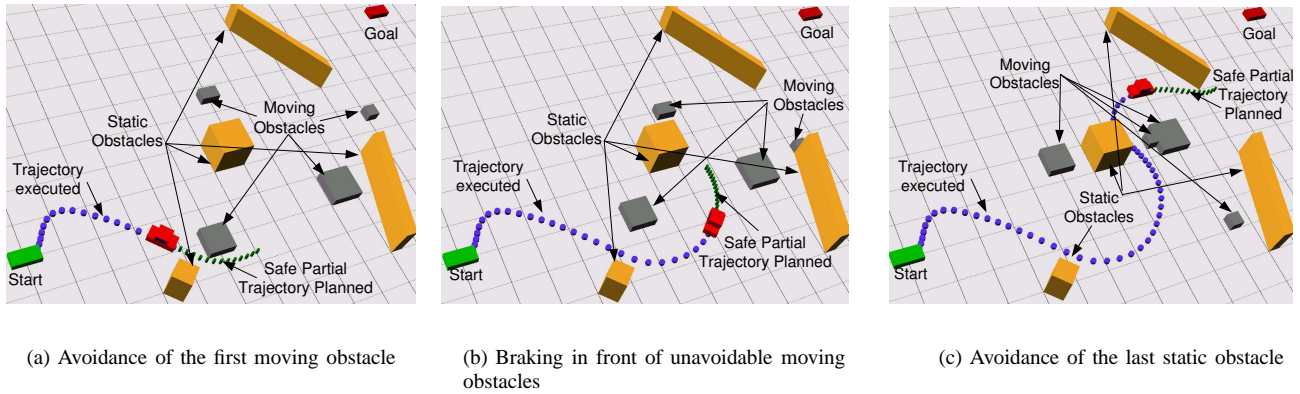 Goal
Moving
Obstacles
Static
Obstacles
Trajectory
executed
Start
Safe Partial
Trajectory Planned
(a) Avoidance of the first moving obstacle
Goal
Moving
Obstacles
Static
Obstacles
Trajectory
executed
Safe Partial
Trajectory Planned
Start
(b) Braking in front of unavoidable moving
obstacles
Goal
Moving
Obstacles
Safe Partial
Trajectory
Planned
Trajectory
executed
Static
Obstacles
Start
(c) Avoidance of the last static obstacle